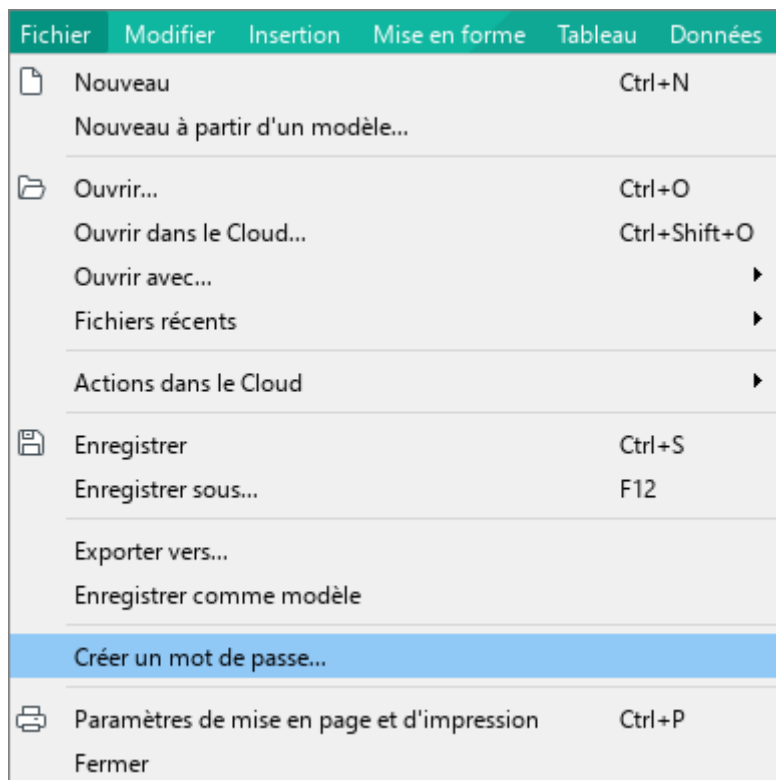 Fichier Modifier Insertion Mise en forme Tableau Données
Nouveau Ctrl+N
Nouveau à partir d'un modèle...
Ouvrir... Ctrl+O
Ouvrir dans le Cloud... Ctrl+Shift+O
Ouvrir avec...
Fichiers récents
Actions dans le Cloud
Enregistrer Ctrl+S
Enregistrer sous... F12
Exporter vers...
Enregistrer comme modèle
Créer un mot de passe...
Paramètres de mise en page et d'impression Ctrl+P
Fermer